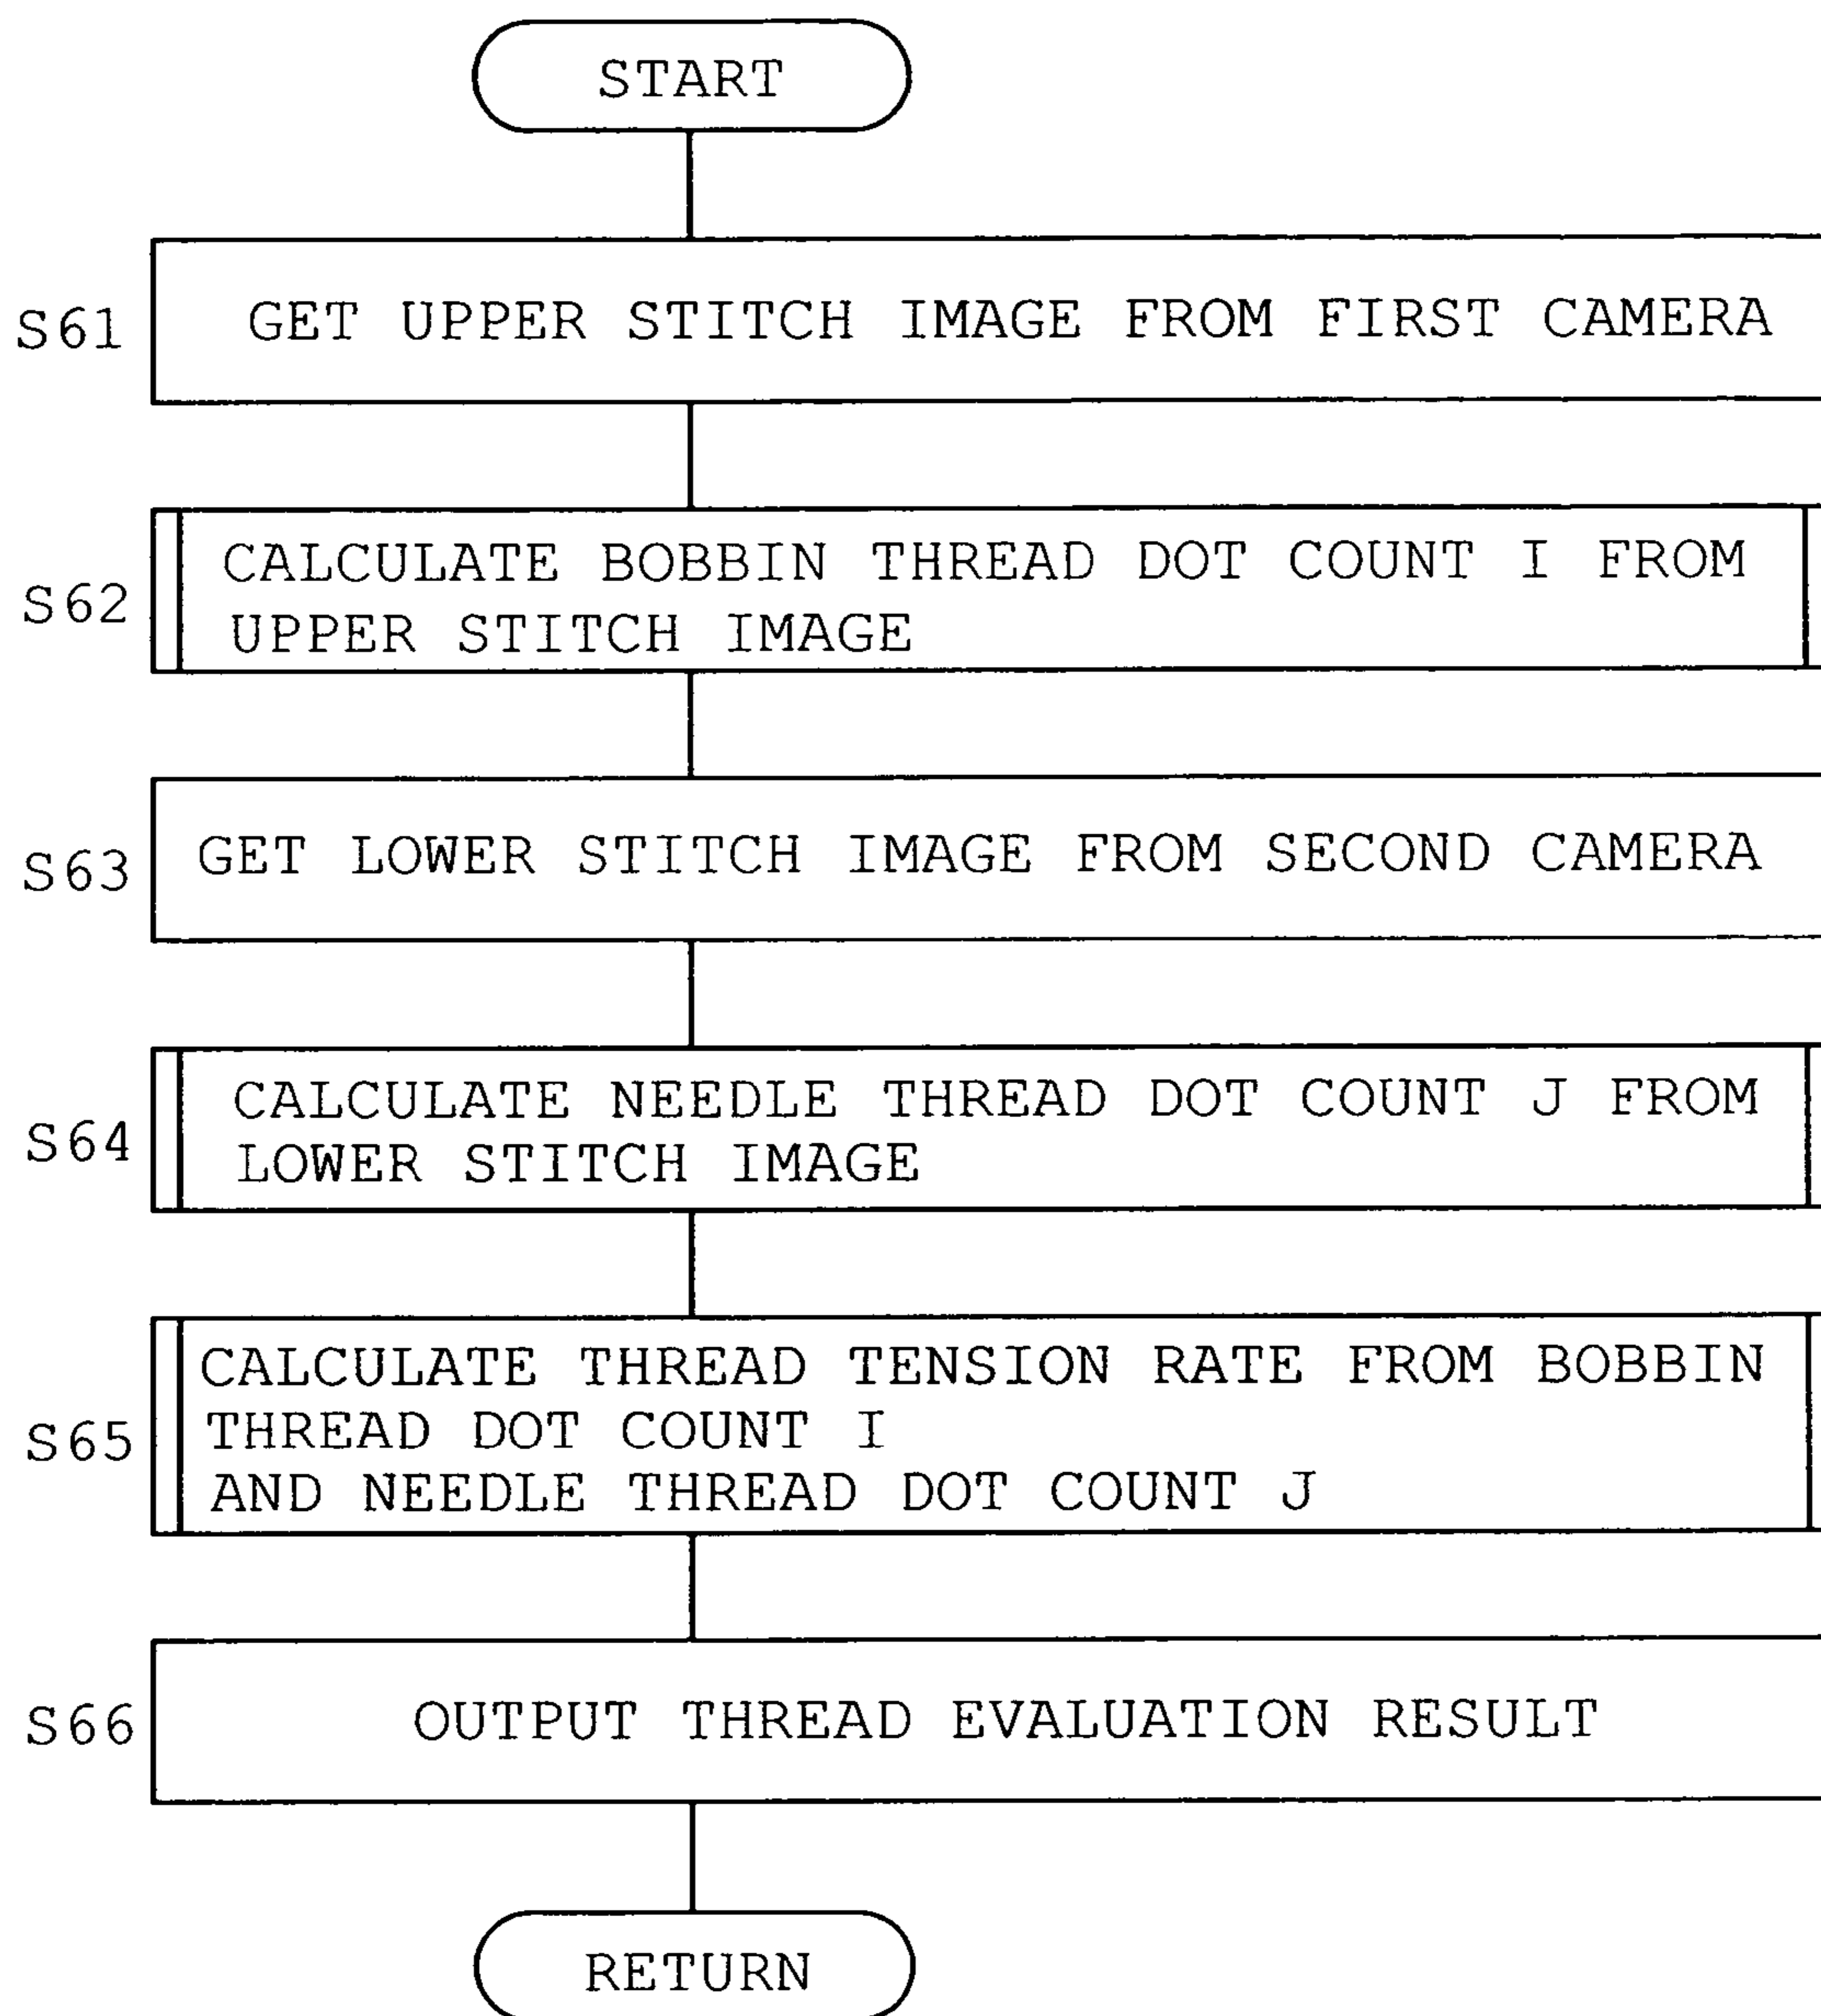 START
S61
GET UPPER STITCH IMAGE FROM FIRST CAMERA
S62
CALCULATE BOBBIN THREAD DOT COUNT I FROM
UPPER STITCH IMAGE
S63
GET LOWER STITCH IMAGE FROM SECOND CAMERA
S64
CALCULATE NEEDLE THREAD DOT COUNT J FROM
LOWER STITCH IMAGE
S65
CALCULATE THREAD TENSION RATE FROM BOBBIN
THREAD DOT COUNT I
AND NEEDLE THREAD DOT COUNT J
S66
OUTPUT THREAD EVALUATION RESULT
RETURN